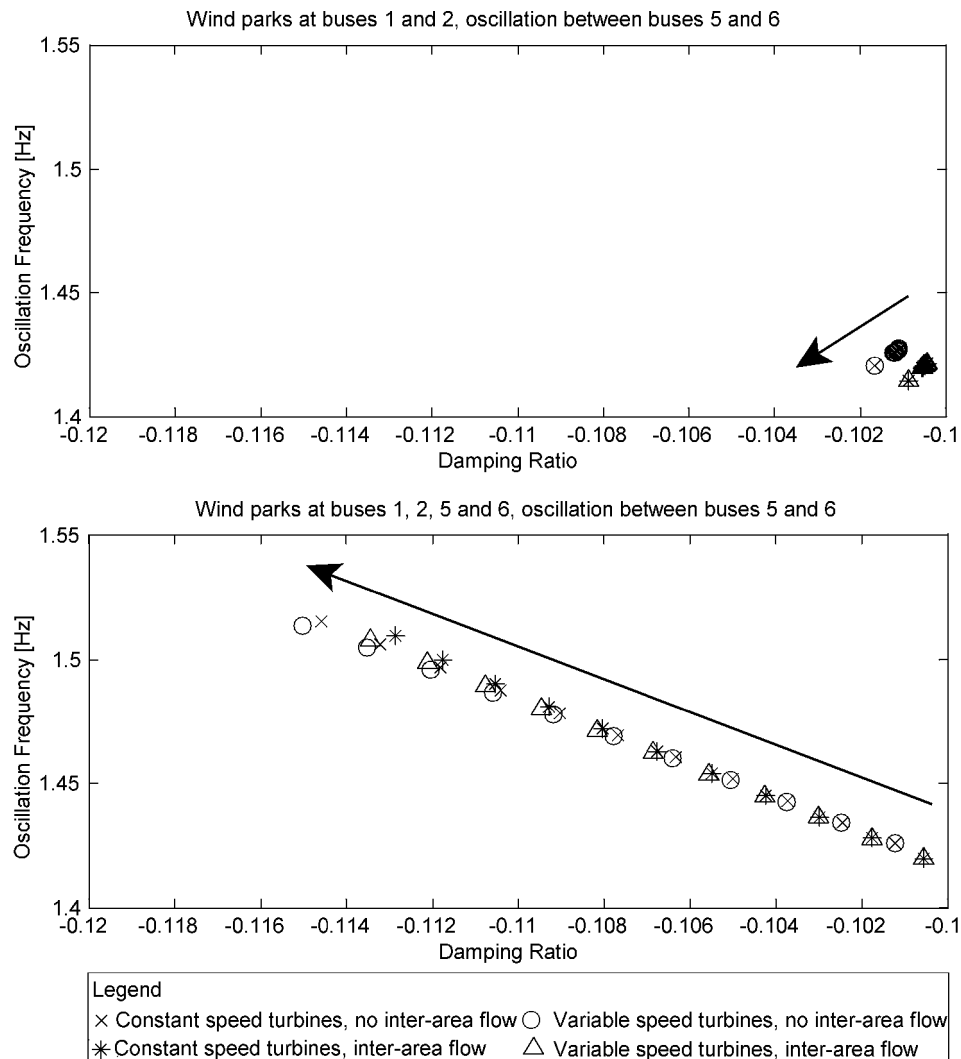 Wind parks at buses 1 and 2, oscillation between buses 5 and 6
1.55
1.5
1.45
1.4
Oscillation Frequency [Hz]
-0.12 -0.118 -0.116 -0.114 -0.112 -0.11 -0.108 -0.106 -0.104 -0.102 -0.1
Damping Ratio
Wind parks at buses 1, 2, 5 and 6, oscillation between buses 5 and 6
1.55
1.5
1.45
1.4
Oscillation Frequency [Hz]
-0.12 -0.118 -0.116 -0.114 -0.112 -0.11 -0.108 -0.106 -0.104 -0.102 -0.1
Damping Ratio
Legend
Constant speed turbines, no inter-area flow Variable speed turbines, no inter-area flow
Constant speed turbines, inter-area flow Variable speed turbines, inter-area flow